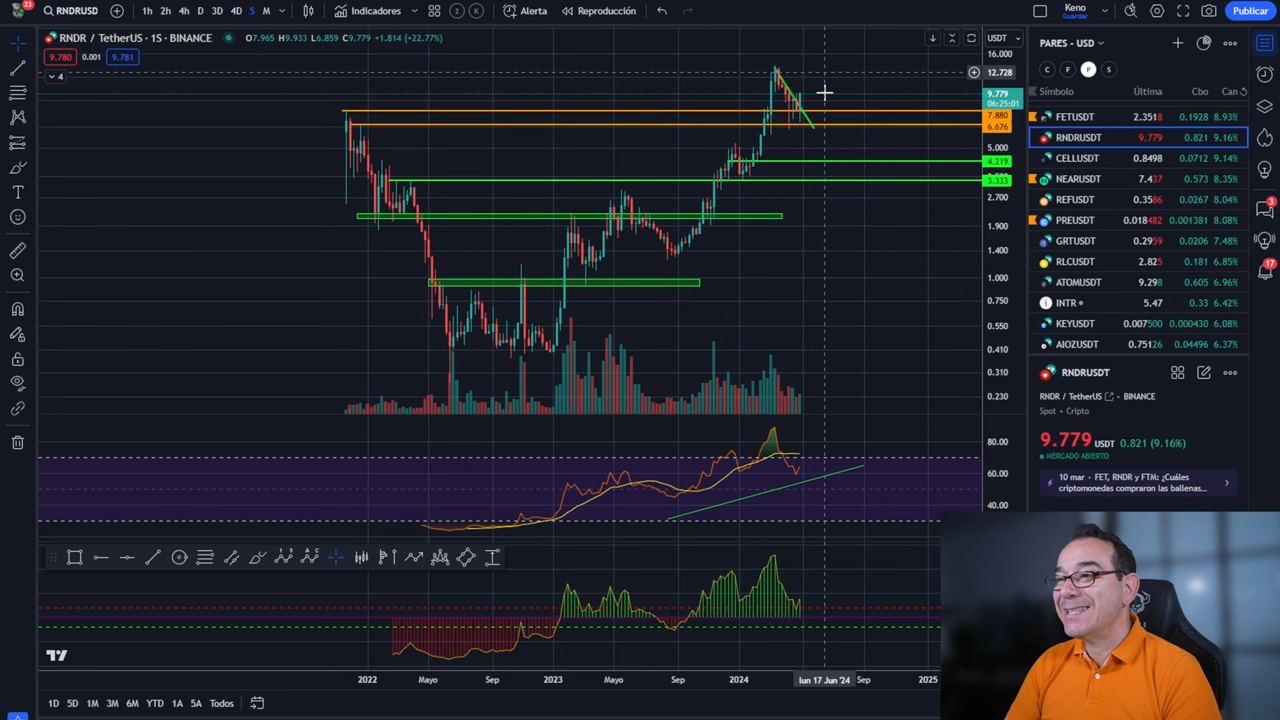 23
RNDRUSD
1h 2h 4h D 3D 4D S M
Indicadores
2 K
Alerta
Reproducción
Keno
Guardar
Publicar
RNDR / TetherUS · 1S · BINANCE
O7.965 H9.933 L6.859 C9.779 +1.814 (+22.77%)
9.780 0.001 9.781
4
USDT
16.000
12.728
9.779
06:25:01
7.880
6.676
5.000
4.219
3.333
2.700
1.900
1.400
1.000
0.750
0.550
0.410
0.310
0.230
80.00
60.00
40.00
2022 Mayo Sep 2023 Mayo Sep 2024 lun 17 Jun '24 Sep 2025
1D 5D 1M 3M 6M YTD 1A 5A Todos
PARES - USD
C F P S
Símbolo Última Cbo Can
FETUSDT 2.3518 0.1928 8.93%
RNDRUSDT 9.779 0.821 9.16%
CELLUSDT 0.8498 0.0712 9.14%
NEARUSDT 7.437 0.573 8.35%
REFUSDT 0.3586 0.0267 8.04%
PREUSDT 0.018482 0.001381 8.08%
GRTUSDT 0.2959 0.0206 7.48%
RLCUSDT 2.825 0.181 6.85%
ATOMUSDT 9.298 0.605 6.96%
INTR 5.47 0.33 6.42%
KEYUSDT 0.007500 0.000430 6.08%
AIOZUSDT 0.75126 0.04496 6.37%
RNDRUSDT
RNDR / TetherUS • BINANCE
Spot • Cripto
9.779 USDT 0.821 (9.16%)
MERCADO ABIERTO
10 mar • FET, RNDR y FTM: ¿Cuáles
criptomonedas compraron las ballenas...
3
17